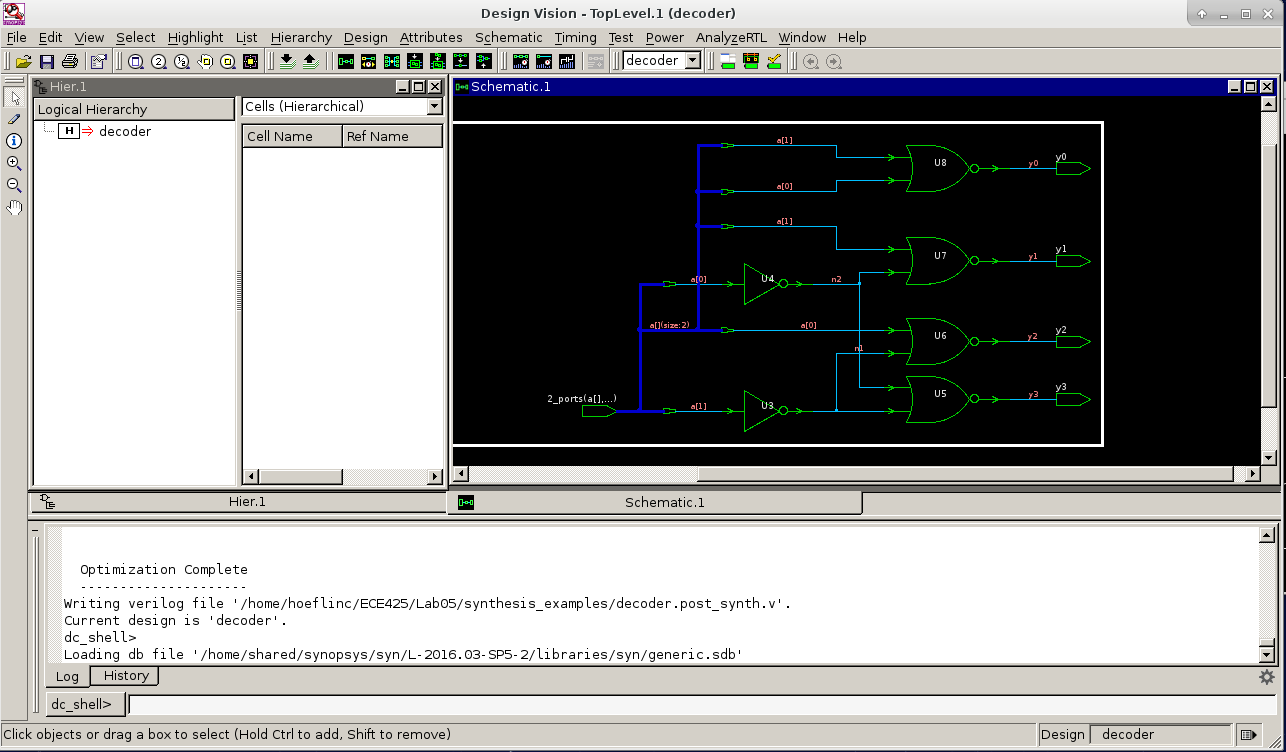 Design Vision - TopLevel.1 (decoder)
File Edit View Select Highlight List Hierarchy Design Attributes Schematic Timing Test Power AnalyzeRTL Window Help
decoder
Hier.1
Logical Hierarchy
H decoder
Cells (Hierarchical)
Cell Name Ref Name
Schematic.1
a[1]
U8
y0 y0
a[0]
a[1]
U7
y1 y1
a[0] U4 n2
a[](size:2) a[0]
U6
y2 y2
n1
2_ports(a[],...)
a[1] U3
U5
y3 y3
Hier.1
Schematic.1
Optimization Complete
---------------------
Writing verilog file '/home/hoeflinc/ECE425/Lab05/synthesis_examples/decoder.post_synth.v'.
Current design is 'decoder'.
dc_shell>
Loading db file '/home/shared/synopsys/syn/L-2016.03-SP5-2/libraries/syn/generic.sdb'
Log History
dc_shell>
Click objects or drag a box to select (Hold Ctrl to add, Shift to remove)
Design decoder